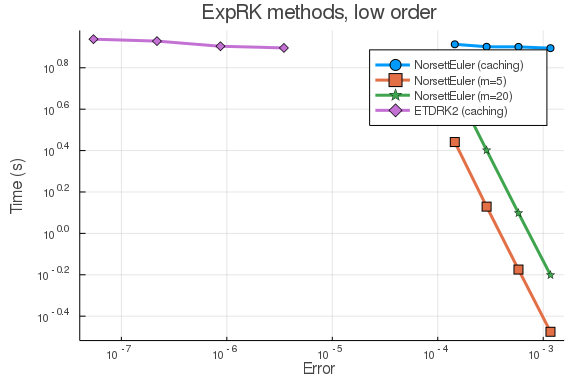 ExpRK methods, low order
Time (s)
10^0.8
10^0.6
10^0.4
10^0.2
10^0.0
10^-0.2
10^-0.4
NorsettEuler (caching)
NorsettEuler (m=5)
NorsettEuler (m=20)
ETDRK2 (caching)
10^-7
10^-6
10^-5
10^-4
10^-3
Error